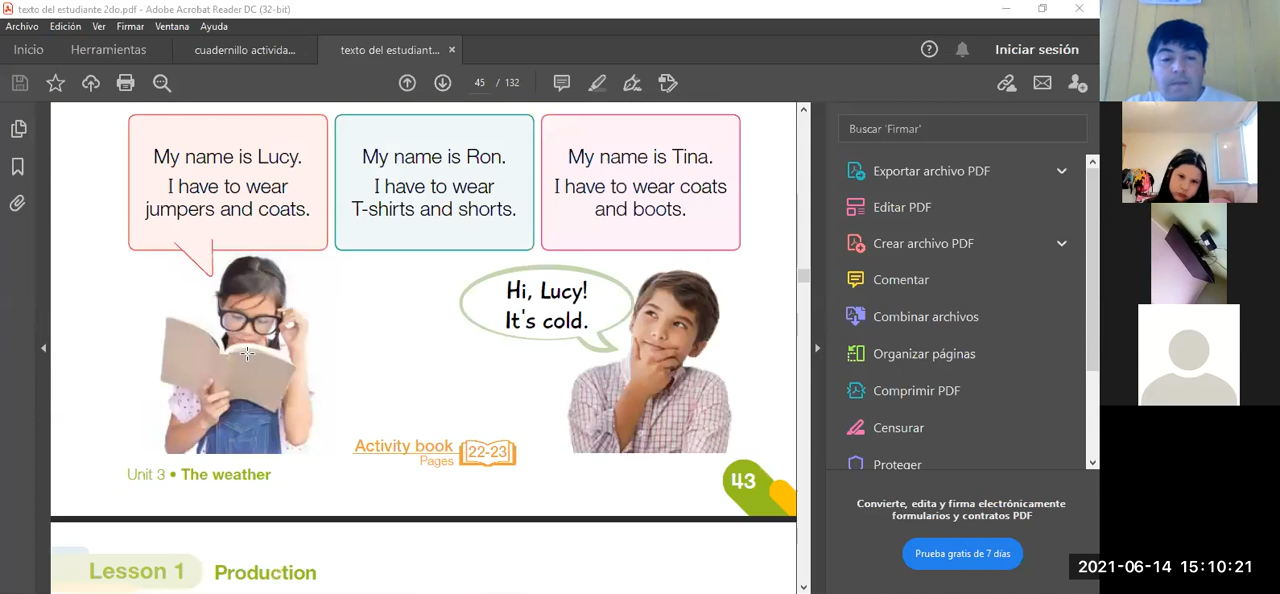 texto del estudiante 2do.pdf - Adobe Acrobat Reader DC (32-bit)
Archivo Edición Ver Firmar Ventana Ayuda
Inicio Herramientas cuadernillo activida... texto del estudiant... × Iniciar sesión
45 / 132
My name is Lucy.
I have to wear
jumpers and coats.
My name is Ron.
I have to wear
T-shirts and shorts.
My name is Tina.
I have to wear coats
and boots.
Hi, Lucy!
It's cold.
Activity book
Pages
22-23
Unit 3 • The weather
43
Lesson 1 Production
Buscar 'Firmar'
Exportar archivo PDF
Editar PDF
Crear archivo PDF
Comentar
Combinar archivos
Organizar páginas
Comprimir PDF
Censurar
Proteger
Convierte, edita y firma electrónicamente
formularios y contratos PDF
Prueba gratis de 7 días
2021-06-14 15:10:21